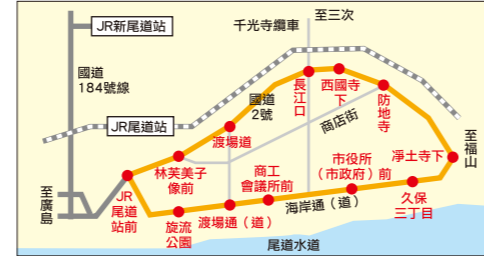 至三次
千光寺纜車
JR新尾道站
國道
184號線
國道
2號
長江口
西國寺
下
防地寺
商店街
渡場道
JR尾道站
林芙美子
像前
商工
會議所前
市役所
（市政府）前
淨土寺下
至福山
至廣島
JR
尾道
站前
旋流
公園
渡場通（道）
海岸通（道）
久保
三丁目
尾道水道